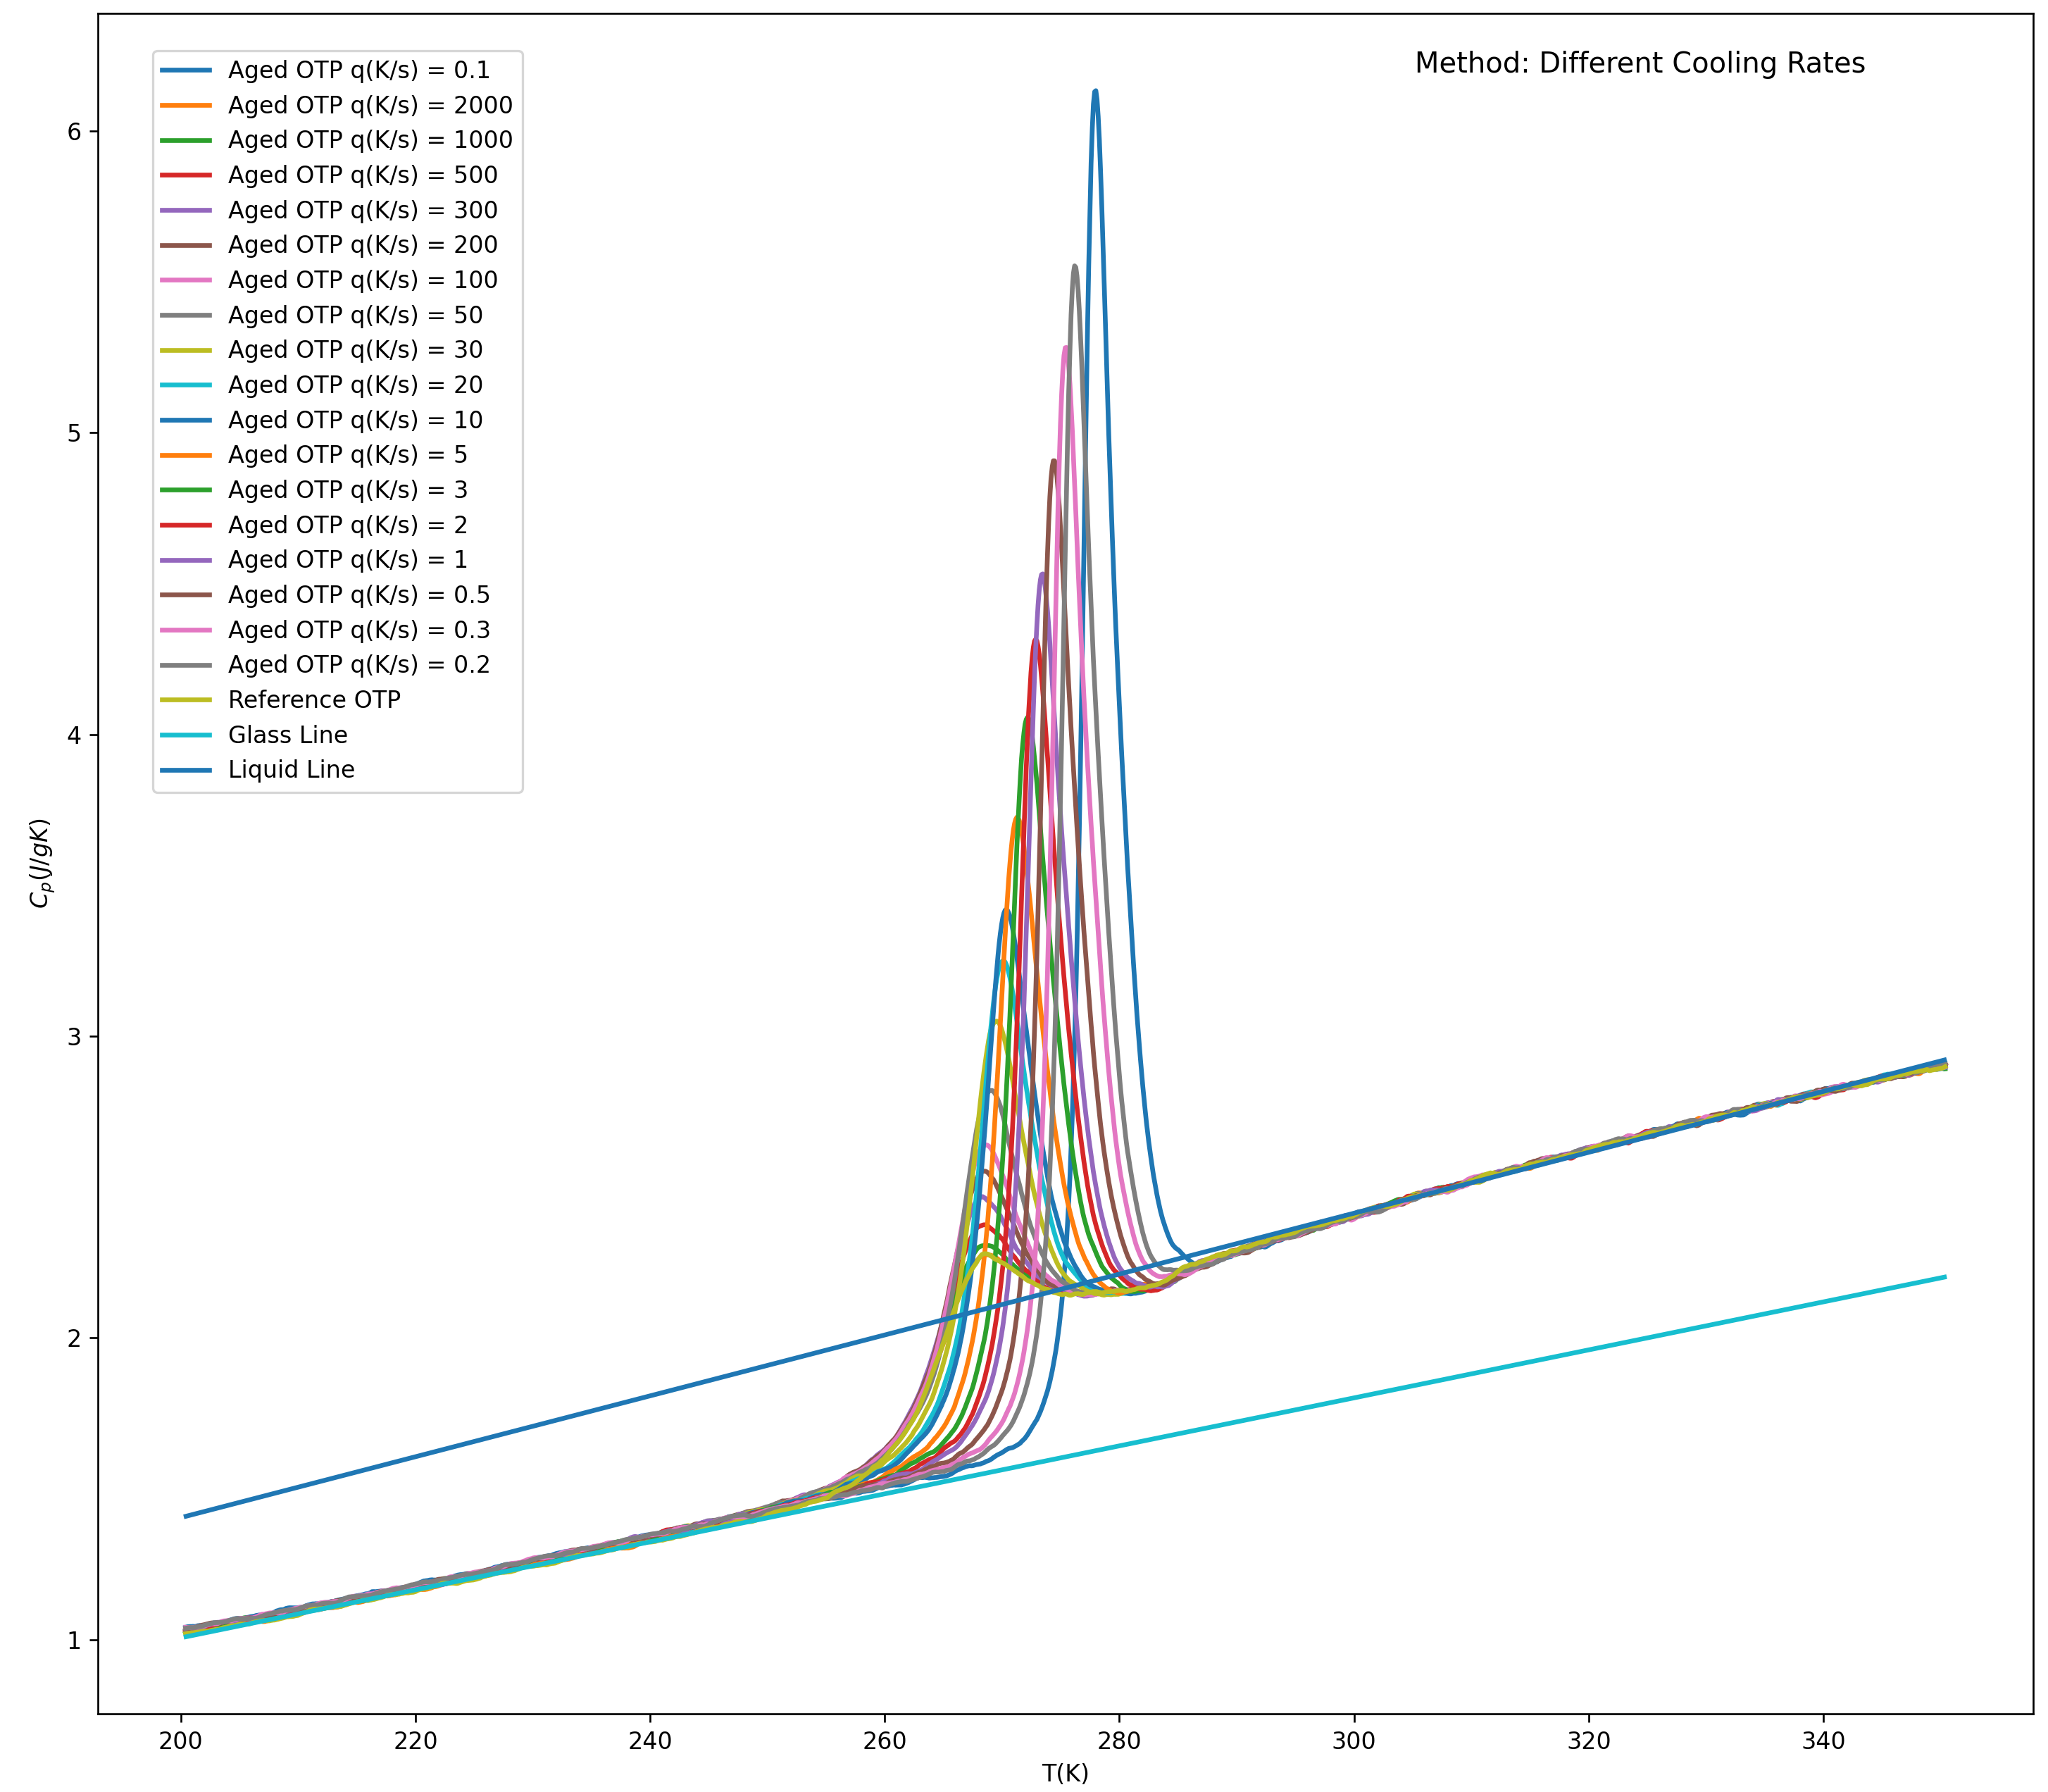 Method: Different Cooling Rates
Aged OTP q(K/s) = 0.1
Aged OTP q(K/s) = 2000
Aged OTP q(K/s) = 1000
Aged OTP q(K/s) = 500
Aged OTP q(K/s) = 300
Aged OTP q(K/s) = 200
Aged OTP q(K/s) = 100
Aged OTP q(K/s) = 50
Aged OTP q(K/s) = 30
Aged OTP q(K/s) = 20
Aged OTP q(K/s) = 10
Aged OTP q(K/s) = 5
Aged OTP q(K/s) = 3
Aged OTP q(K/s) = 2
Aged OTP q(K/s) = 1
Aged OTP q(K/s) = 0.5
Aged OTP q(K/s) = 0.3
Aged OTP q(K/s) = 0.2
Reference OTP
Glass Line
Liquid Line
6
5
4
3
2
1
C_p(J/gK)
200 220 240 260 280 300 320 340
T(K)